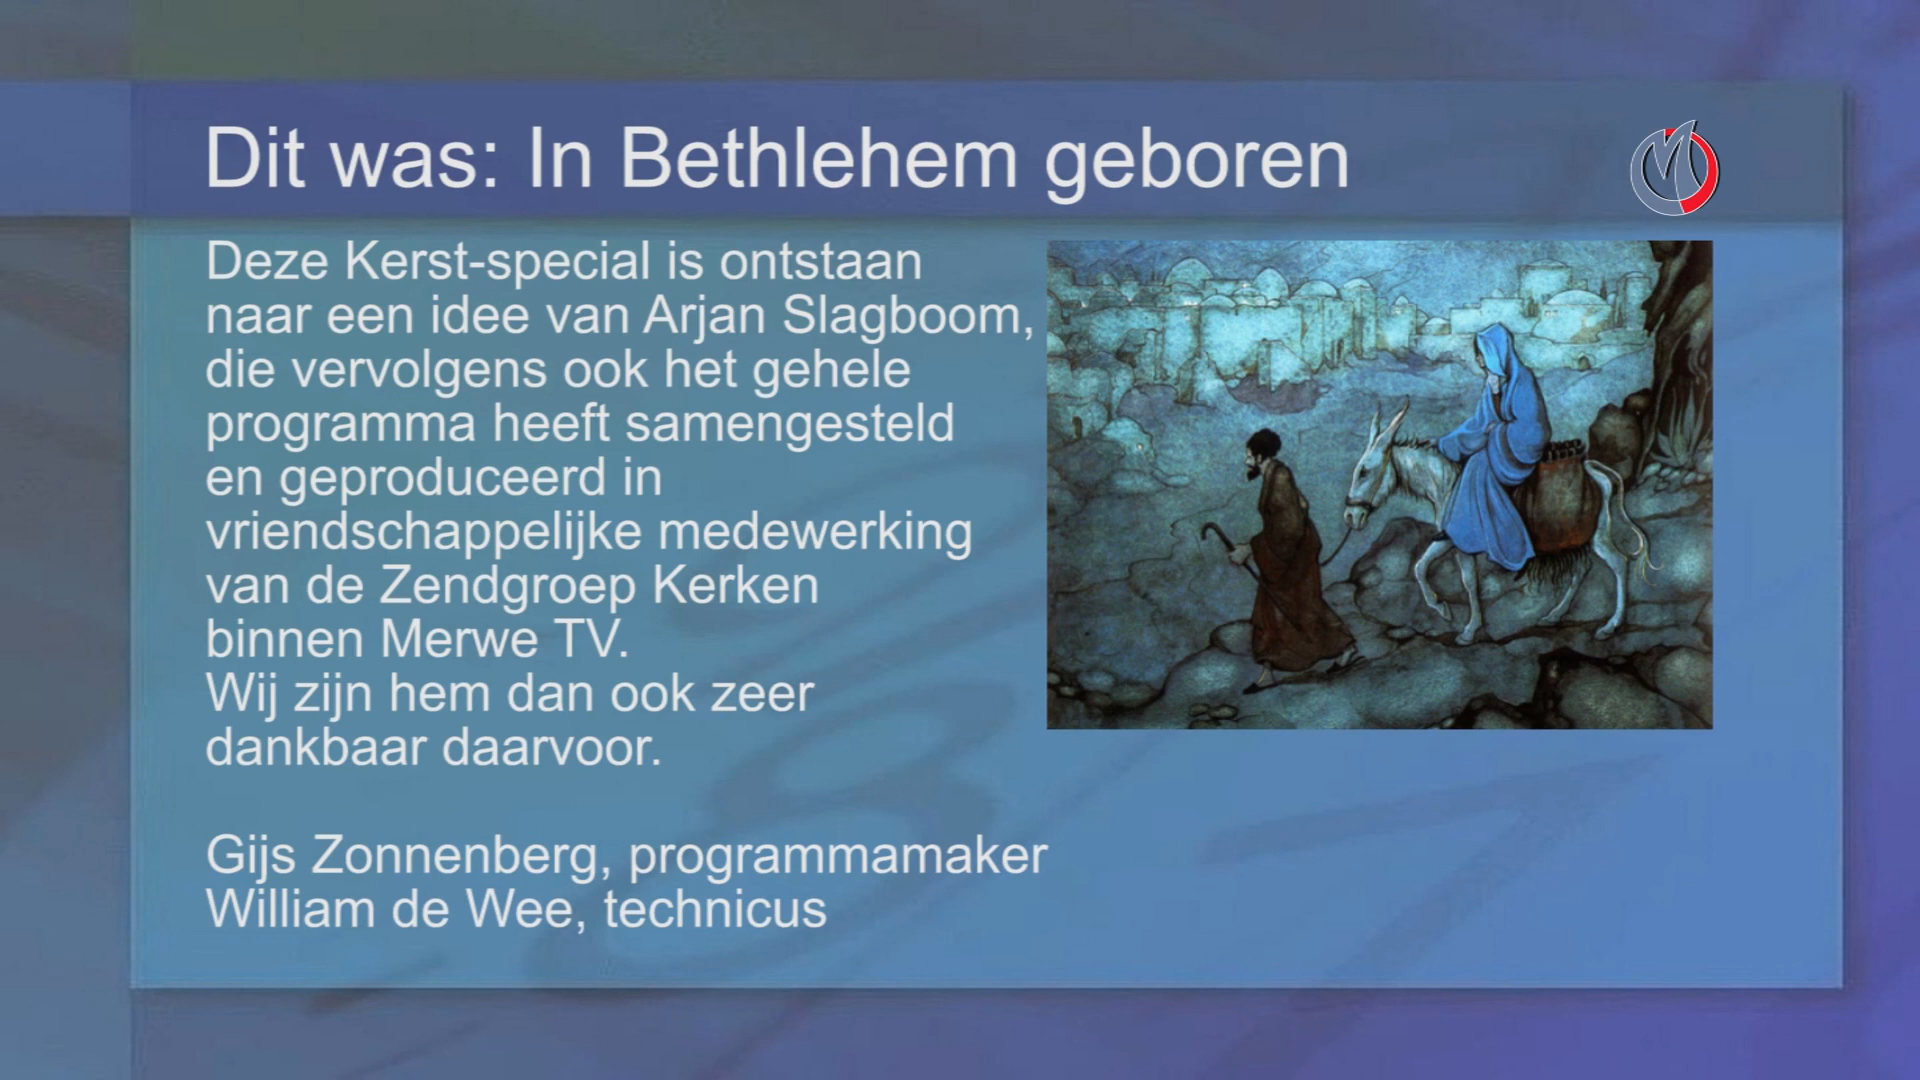 Dit was: In Bethlehem geboren
Deze Kerst-special is ontstaan
naar een idee van Arjan Slagboom,
die vervolgens ook het gehele
programma heeft samengesteld
en geproduceerd in
vriendschappelijke medewerking
van de Zendgroep Kerken
binnen Merwe TV.
Wij zijn hem dan ook zeer
dankbaar daarvoor.
Gijs Zonnenberg, programmamaker
William de Wee, technicus